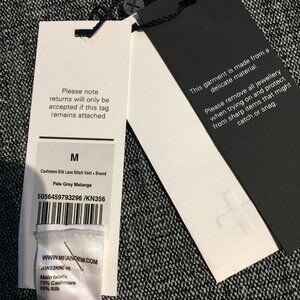 Please note
returns will only be
accepted if this tag
remains attached
M
Cashmere Silk Lace Stitch Vest + Snood
Pale Grey Melange
5056459793296 /KN356
Main fabric
75% Cashmere
25% Silk
This garment is made from a
delicate material.
Please remove all jewellery
when trying on and protect
from sharp items that might
catch or snag.